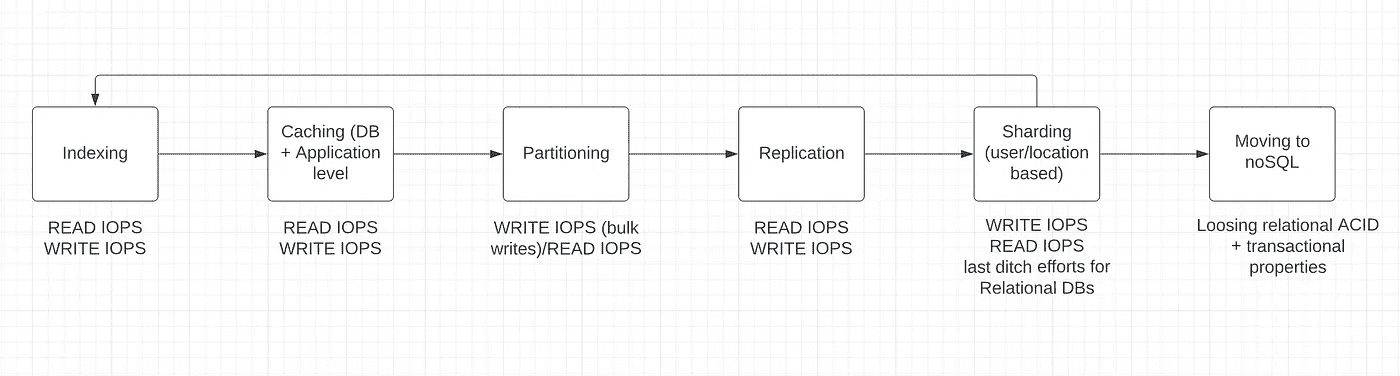 Indexing
Caching (DB
+ Application
level
Partitioning
Replication
Sharding
(user/location
based)
Moving to
noSQL
READ IOPS
WRITE IOPS
READ IOPS
WRITE IOPS
WRITE IOPS (bulk
writes)/READ IOPS
READ IOPS
WRITE IOPS
WRITE IOPS
READ IOPS
last ditch efforts for
Relational DBs
Loosing relational ACID
+ transactional
properties